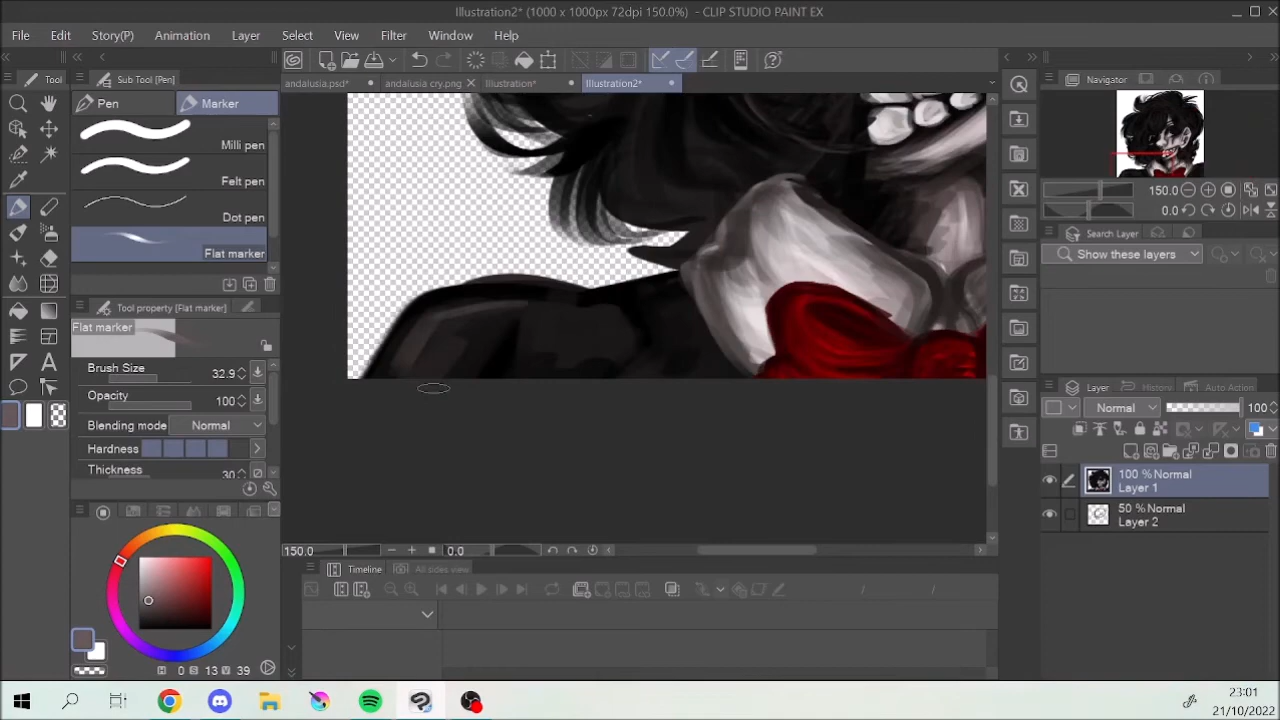 Illustration2* (1000 x 1000px 72dpi 150.0%) - CLIP STUDIO PAINT EX
File Edit Story(P) Animation Layer Select View Filter Window Help
andalusia.psd* andalusia cry.png Illustration* Illustration2*
Tool
Sub Tool [Pen]
Pen Marker
Milli pen
Felt pen
Dot pen
Flat marker
Tool property [Flat marker]
Flat marker
Brush Size 32.9
Opacity 100
Blending mode Normal
Hardness
Thickness 30
H 0 S 13 V 39
150.0 0.0
Timeline All sides view
/ /
Navigator
150.0
0.0
Search Layer
Show these layers
Layer History Auto Action
Normal 100
100 % Normal
Layer 1
50 % Normal
Layer 2
23:01
21/10/2022